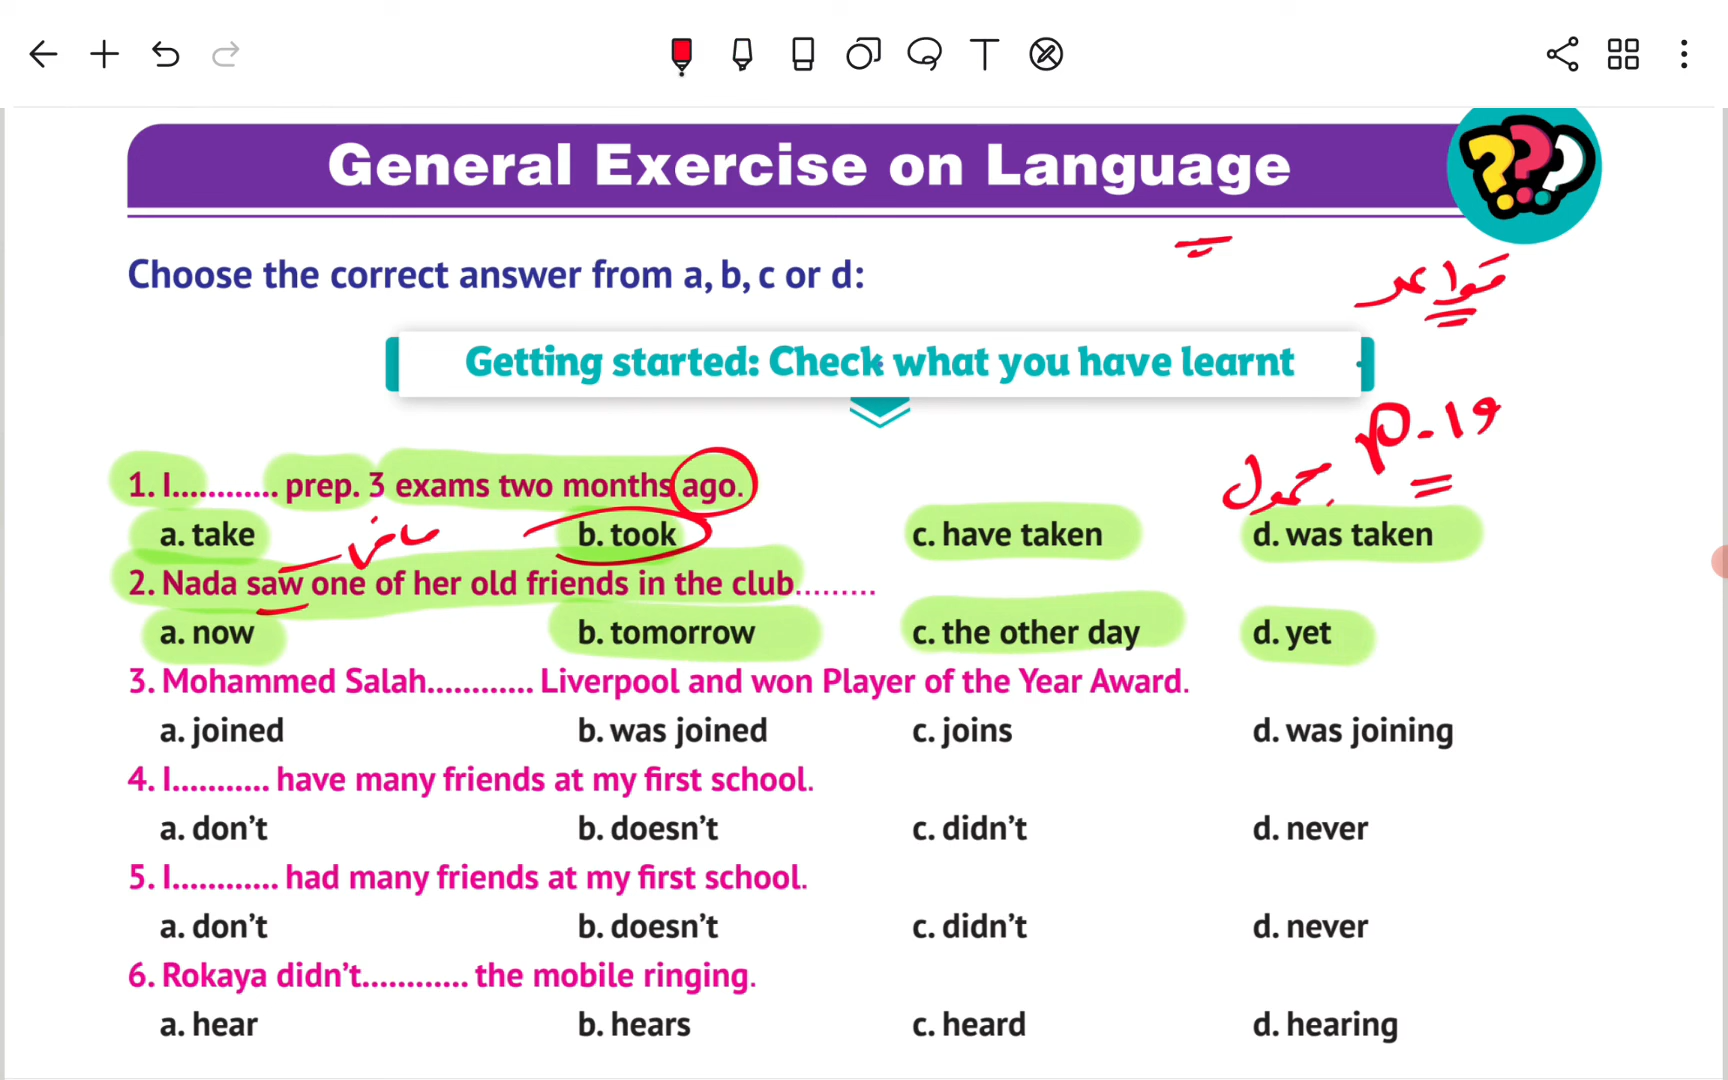 General Exercise on Language
Choose the correct answer from a, b, c or d:
قواعد
Getting started: Check what you have learnt
P-19
مجهول
1. I............ prep. 3 exams two months ago.
a. take b. took c. have taken d. was taken
ماضى
2. Nada saw one of her old friends in the club.........
a. now b. tomorrow c. the other day d. yet
3. Mohammed Salah............ Liverpool and won Player of the Year Award.
a. joined b. was joined c. joins d. was joining
4. I........... have many friends at my first school.
a. don’t b. doesn’t c. didn’t d. never
5. I............ had many friends at my first school.
a. don’t b. doesn’t c. didn’t d. never
6. Rokaya didn’t............ the mobile ringing.
a. hear b. hears c. heard d. hearing